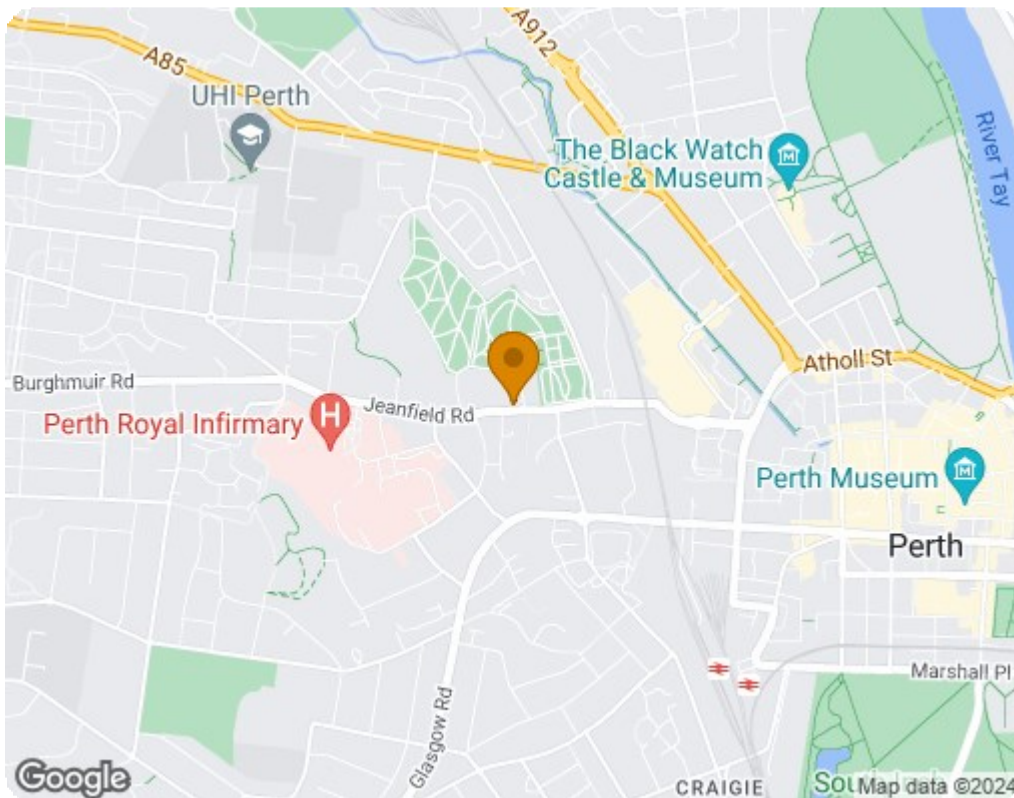 A912
A85
UHI Perth
River Tay
The Black Watch
Castle & Museum
Atholl St
Burghmuir Rd
Jeanfield Rd
Perth Royal Infirmary
H
Perth Museum
Perth
Marshall Pl
Glasgow Rd
CRAIGIE
Google
Map data ©2024